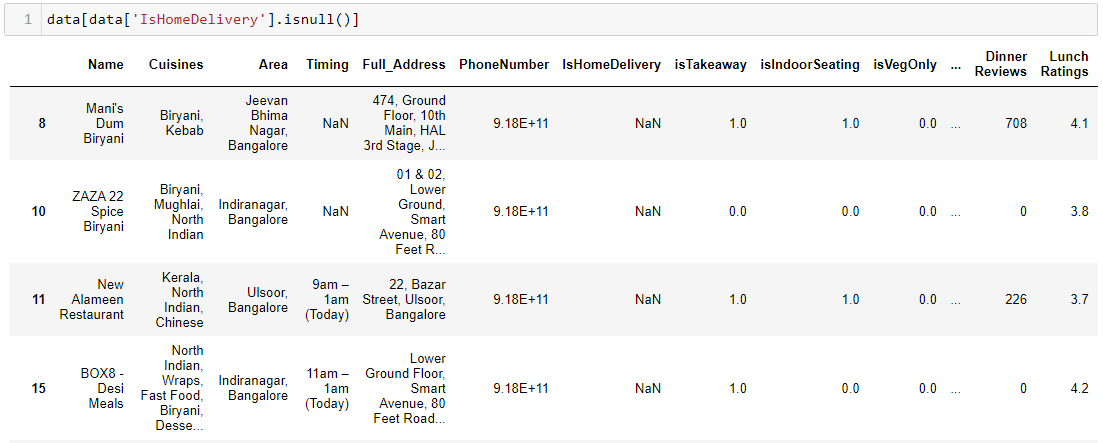 1 data[data['IsHomeDelivery'].isnull()]
Name Cuisines Area Timing Full_Address PhoneNumber IsHomeDelivery isTakeaway isIndoorSeating isVegOnly ... Dinner Reviews Lunch Ratings
8 Mani's Dum Biryani Biryani, Kebab Jeevan Bhima Nagar, Bangalore NaN 474, Ground Floor, 10th Main, HAL 3rd Stage, J... 9.18E+11 NaN 1.0 1.0 0.0 ... 708 4.1
10 ZAZA 22 Spice Biryani Biryani, Mughlai, North Indian Indiranagar, Bangalore NaN 01 & 02, Lower Ground, Smart Avenue, 80 Feet R... 9.18E+11 NaN 0.0 0.0 0.0 ... 0 3.8
11 New Alameen Restaurant Kerala, North Indian, Chinese Ulsoor, Bangalore 9am – 1am (Today) 22, Bazar Street, Ulsoor, Bangalore 9.18E+11 NaN 1.0 1.0 0.0 ... 226 3.7
15 BOX8 - Desi Meals North Indian, Wraps, Fast Food, Biryani, Desse... Indiranagar, Bangalore 11am – 1am (Today) Lower Ground Floor, Smart Avenue, 80 Feet Road... 9.18E+11 NaN 1.0 0.0 0.0 ... 0 4.2